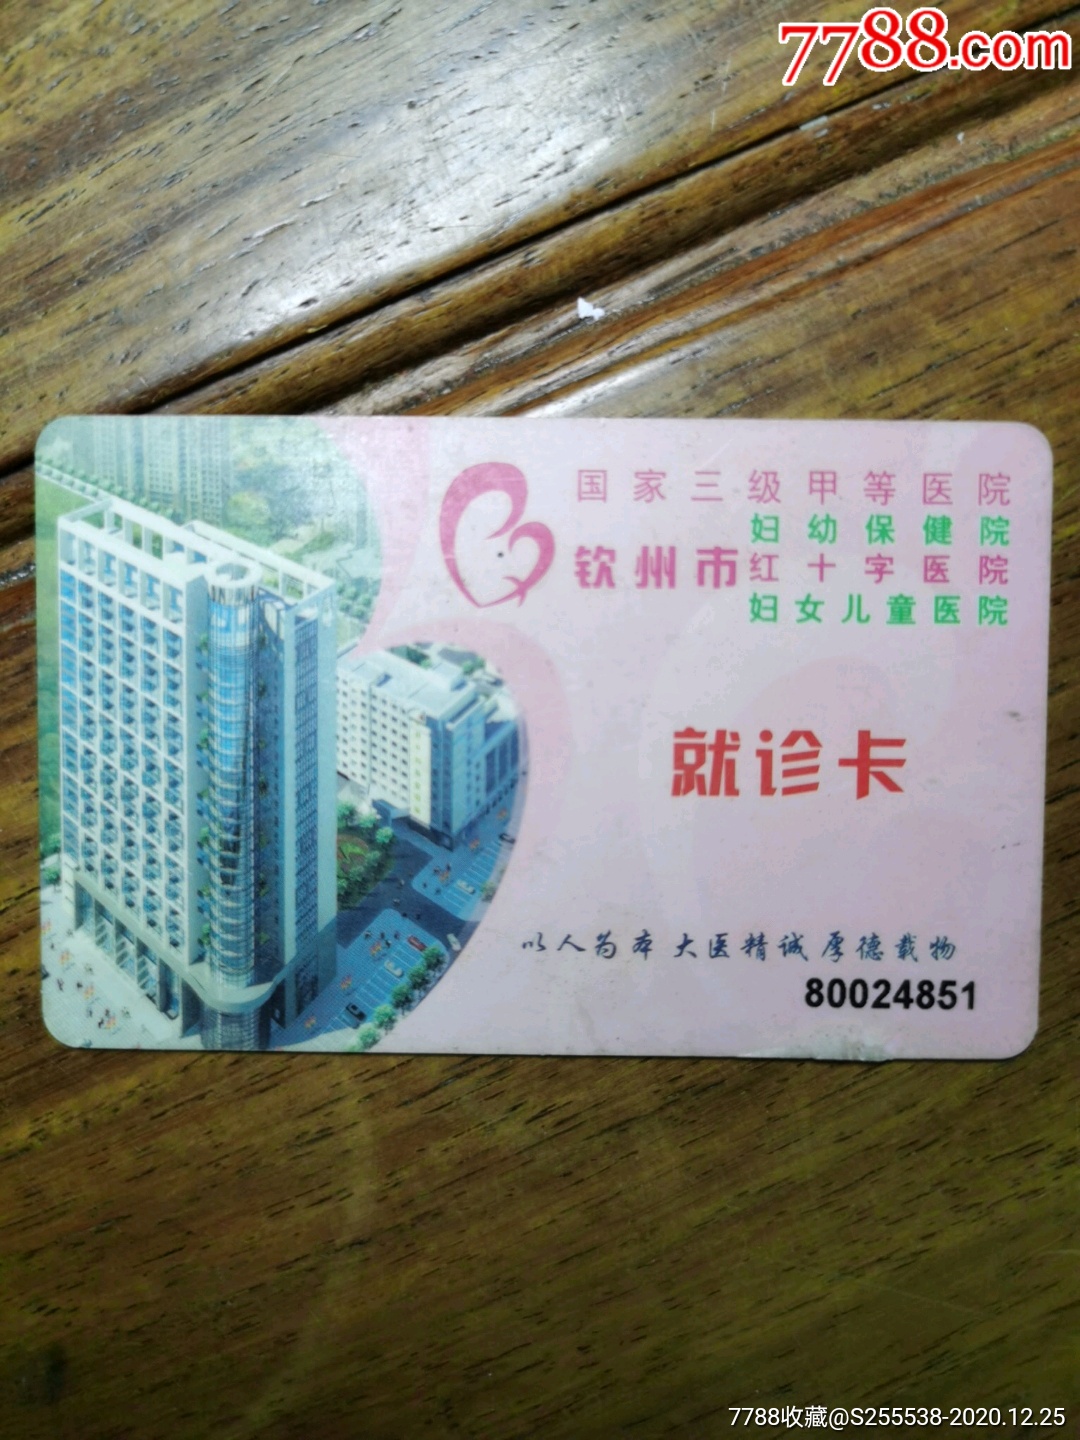 7788.com
国家三级甲等医院
妇幼保健院
钦州市红十字医院
妇女儿童医院
就诊卡
以人为本 大医精诚 厚德载物
80024851
7788收藏@S255538-2020.12.25